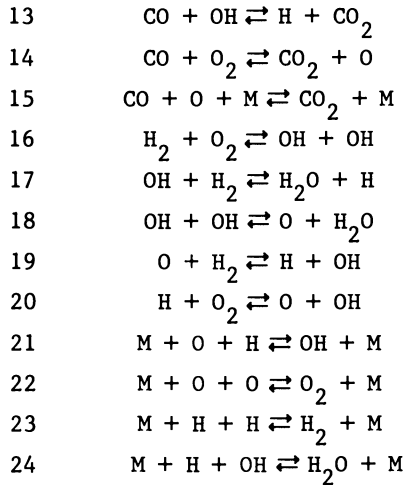 13 CO + OH ⇄ H + CO₂
14 CO + O₂ ⇄ CO₂ + O
15 CO + O + M ⇄ CO₂ + M
16 H₂ + O₂ ⇄ OH + OH
17 OH + H₂ ⇄ H₂O + H
18 OH + OH ⇄ O + H₂O
19 O + H₂ ⇄ H + OH
20 H + O₂ ⇄ O + OH
21 M + O + H ⇄ OH + M
22 M + O + O ⇄ O₂ + M
23 M + H + H ⇄ H₂ + M
24 M + H + OH ⇄ H₂O + M